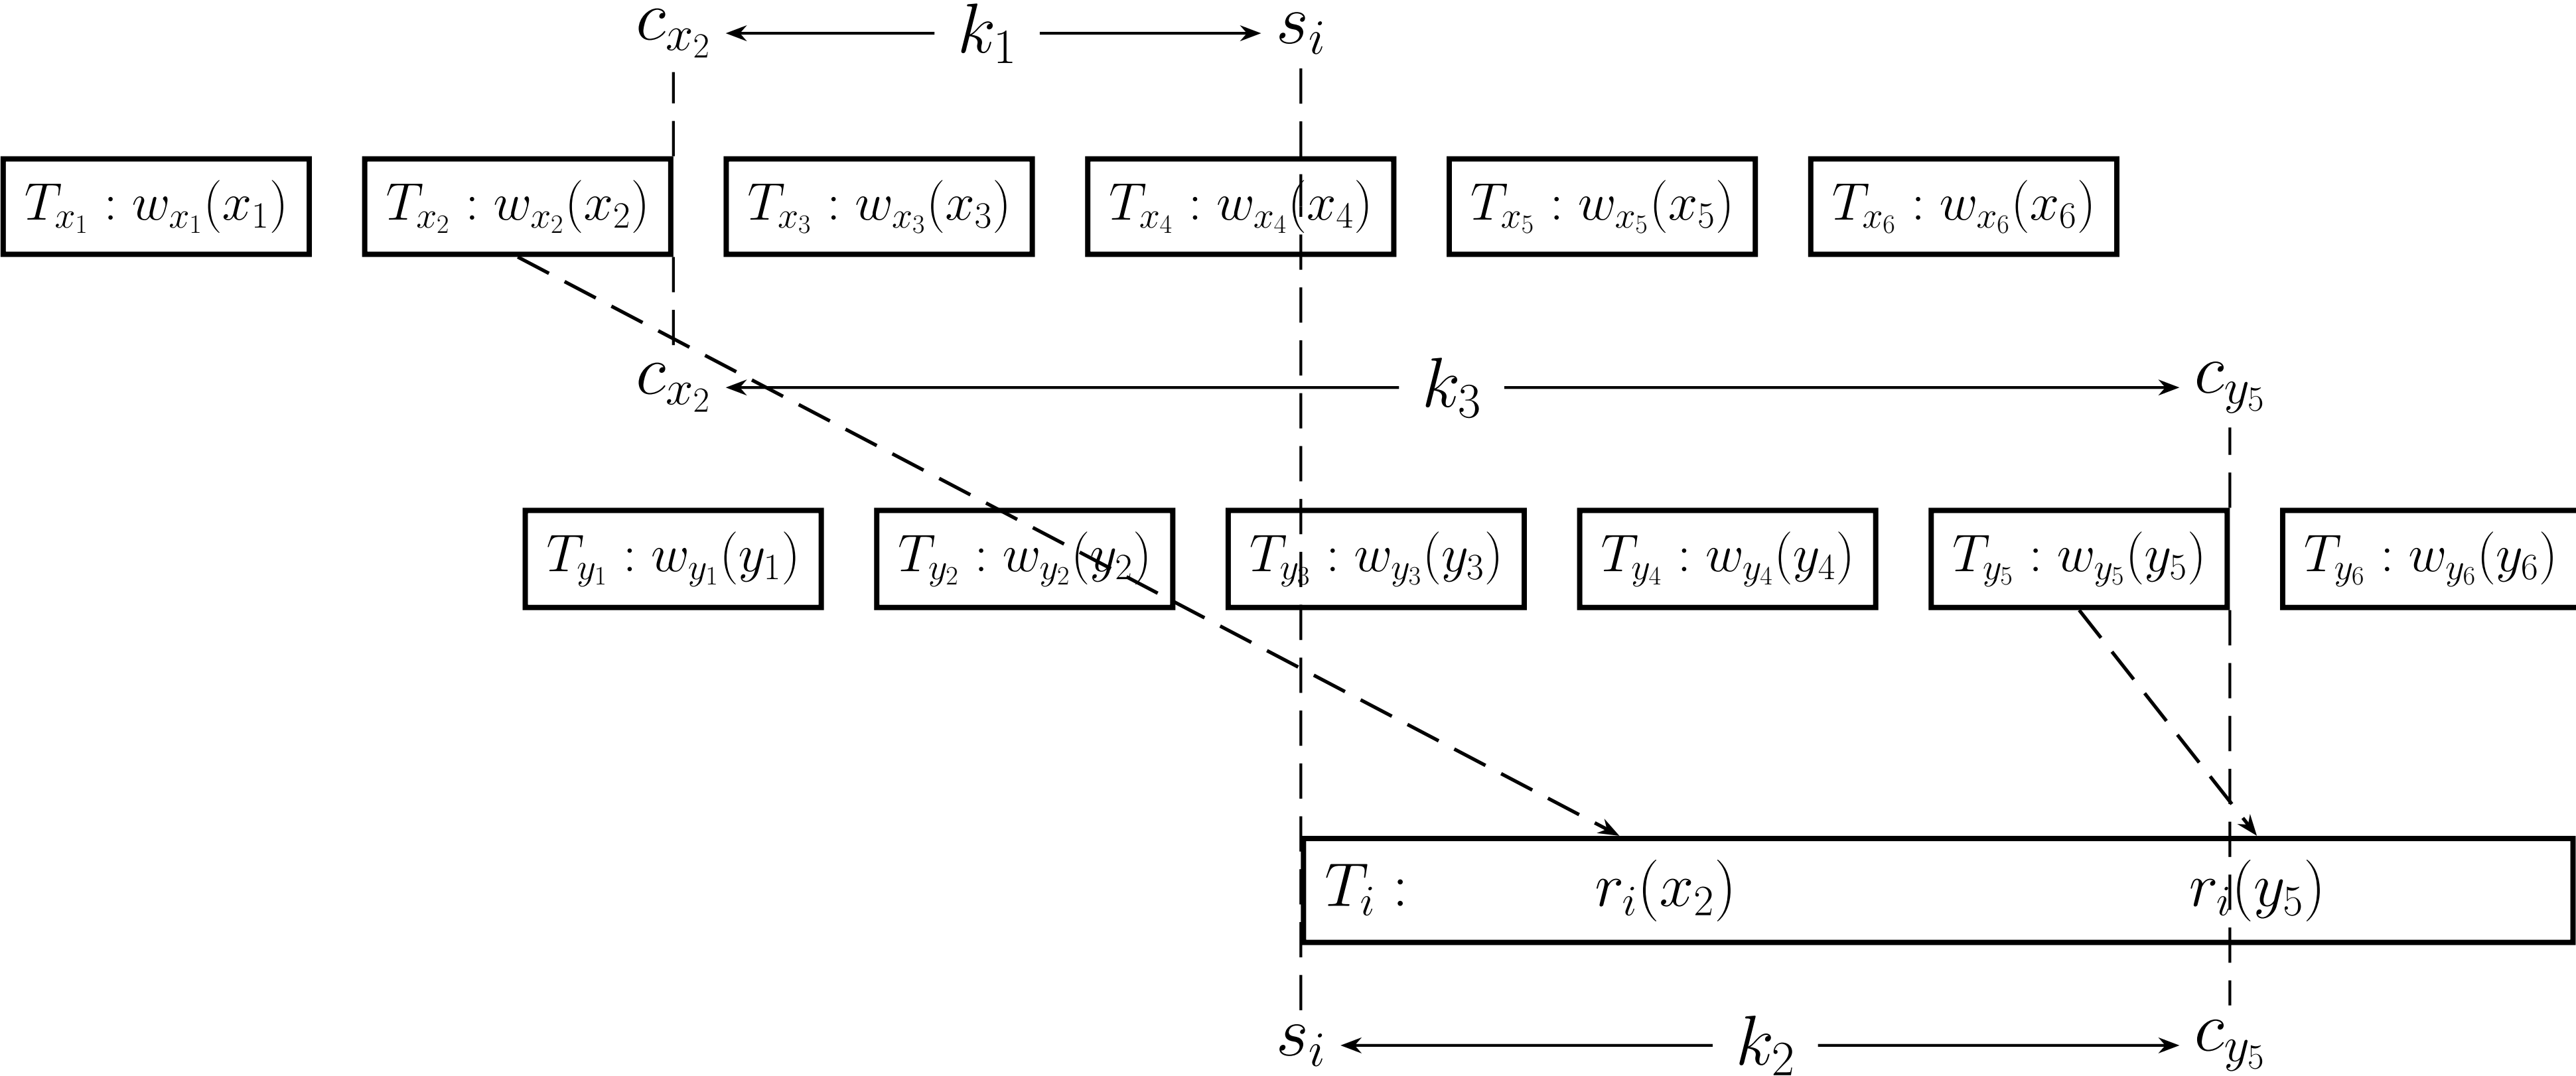 c_{x_2} k_1 s_i
T_{x_1} : w_{x_1}(x_1) T_{x_2} : w_{x_2}(x_2) T_{x_3} : w_{x_3}(x_3) T_{x_4} : w_{x_4}(x_4) T_{x_5} : w_{x_5}(x_5) T_{x_6} : w_{x_6}(x_6)
c_{x_2} k_3 c_{y_5}
T_{y_1} : w_{y_1}(y_1) T_{y_2} : w_{y_2}(y_2) T_{y_3} : w_{y_3}(y_3) T_{y_4} : w_{y_4}(y_4) T_{y_5} : w_{y_5}(y_5) T_{y_6} : w_{y_6}(y_6)
T_i : r_i(x_2) r_i(y_5)
s_i k_2 c_{y_5}